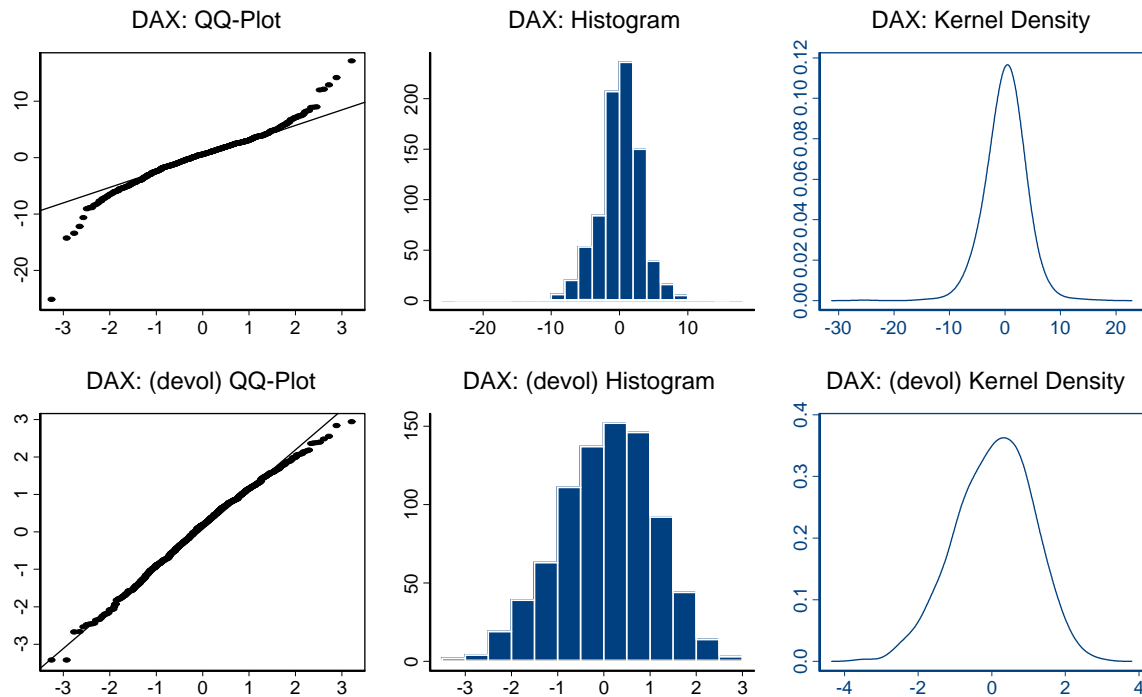 DAX: QQ-Plot
DAX: Histogram
DAX: Kernel Density
10
0
-10
-20
-3 -2 -1 0 1 2 3
200
150
100
50
0
-20 -10 0 10
0.12
0.10
0.08
0.06
0.04
0.02
0.00
-30 -20 -10 0 10 20
DAX: (devol) QQ-Plot
DAX: (devol) Histogram
DAX: (devol) Kernel Density
3
2
1
0
-1
-2
-3
-3 -2 -1 0 1 2 3
150
100
50
0
-3 -2 -1 0 1 2 3
0.4
0.3
0.2
0.1
0.0
-4 -2 0 2 4